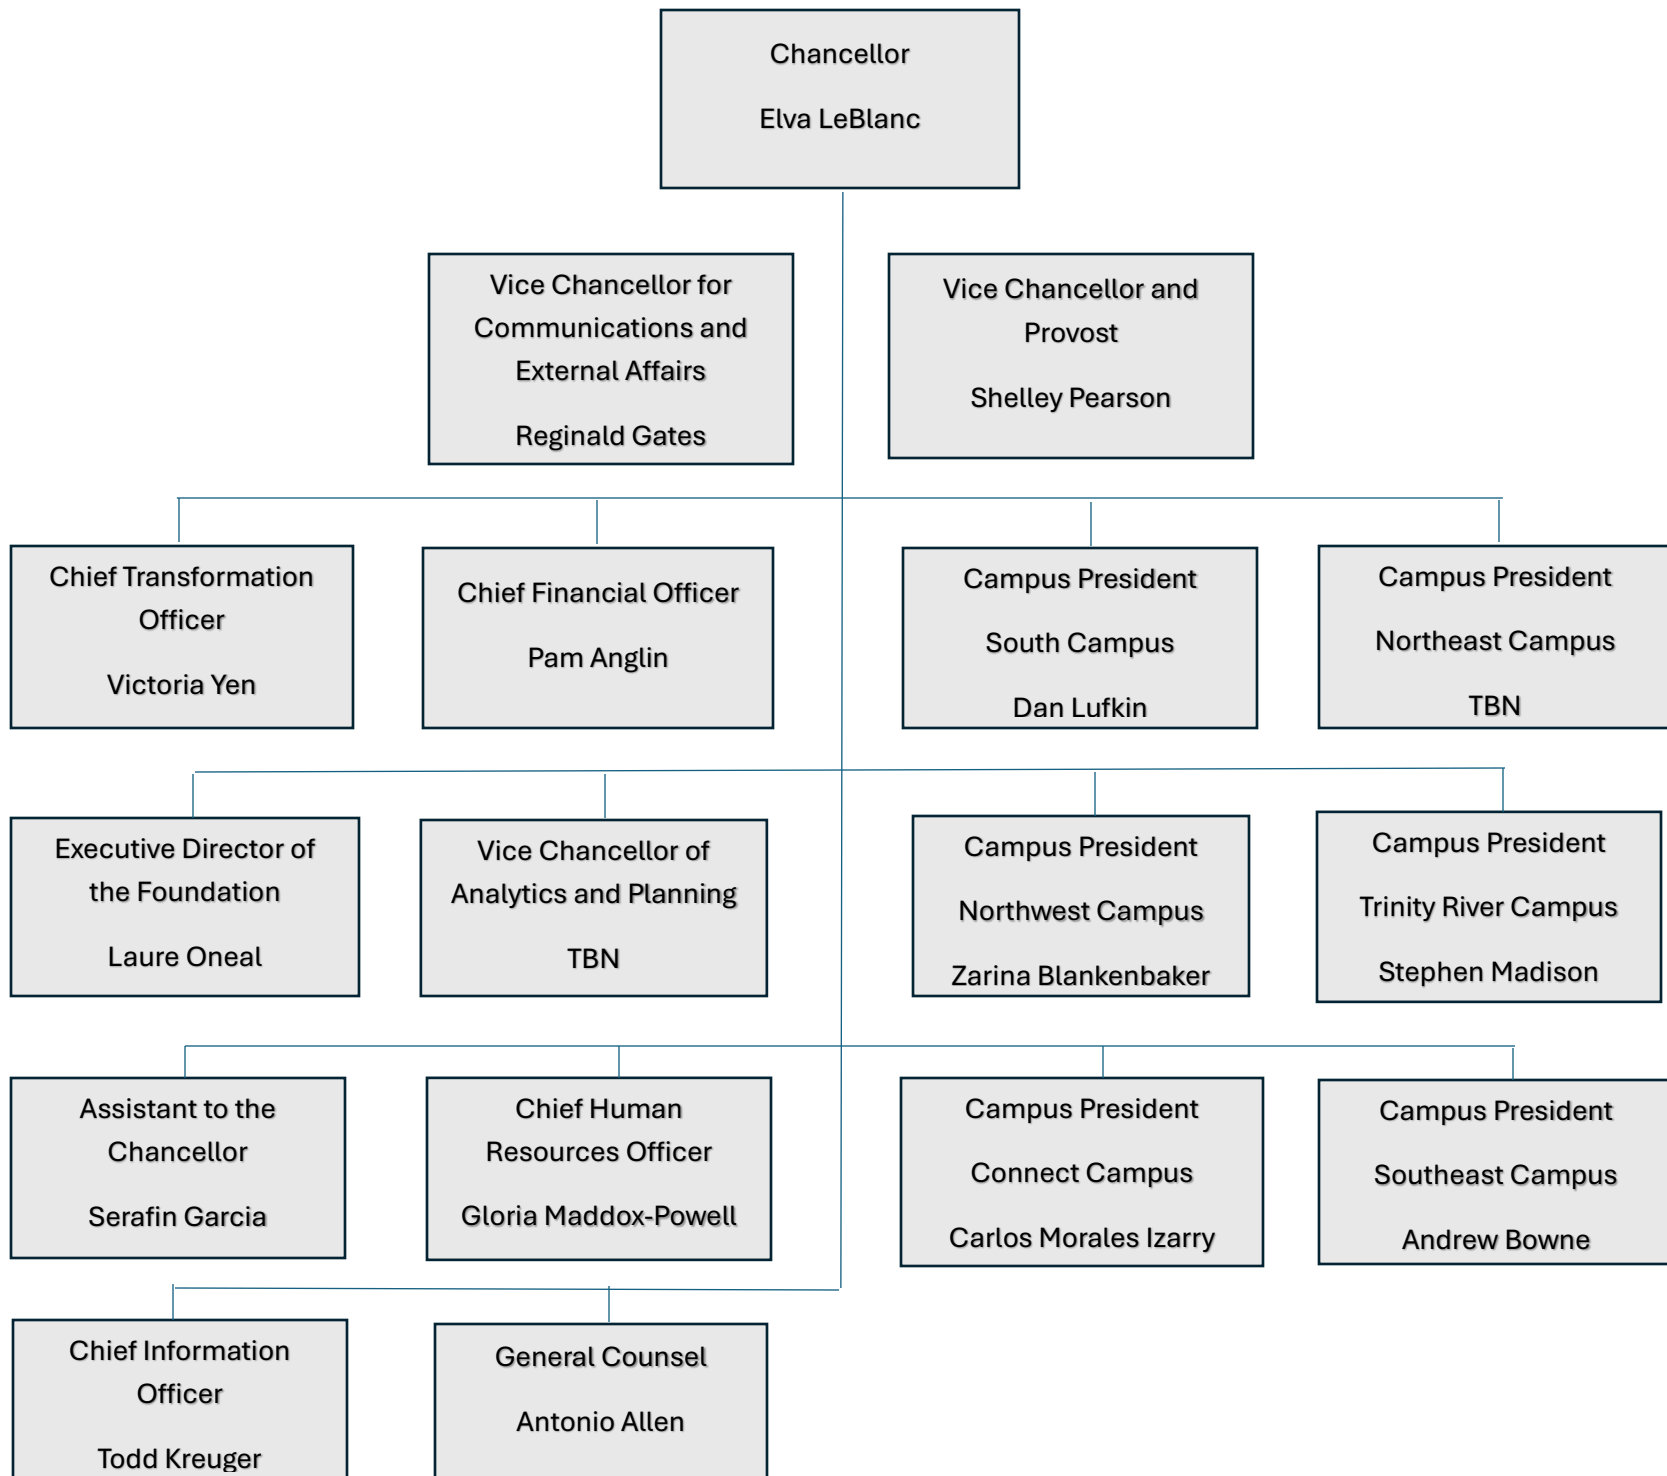 Chancellor
Elva LeBlanc
Vice Chancellor for
Communications and
External Affairs
Reginald Gates
Vice Chancellor and
Provost
Shelley Pearson
Chief Transformation
Officer
Victoria Yen
Chief Financial Officer
Pam Anglin
Campus President
South Campus
Dan Lufkin
Campus President
Northeast Campus
TBN
Executive Director of
the Foundation
Laure Oneal
Vice Chancellor of
Analytics and Planning
TBN
Campus President
Northwest Campus
Zarina Blankenbaker
Campus President
Trinity River Campus
Stephen Madison
Assistant to the
Chancellor
Serafin Garcia
Chief Human
Resources Officer
Gloria Maddox-Powell
Campus President
Connect Campus
Carlos Morales Izarry
Campus President
Southeast Campus
Andrew Bowne
Chief Information
Officer
Todd Kreuger
General Counsel
Antonio Allen